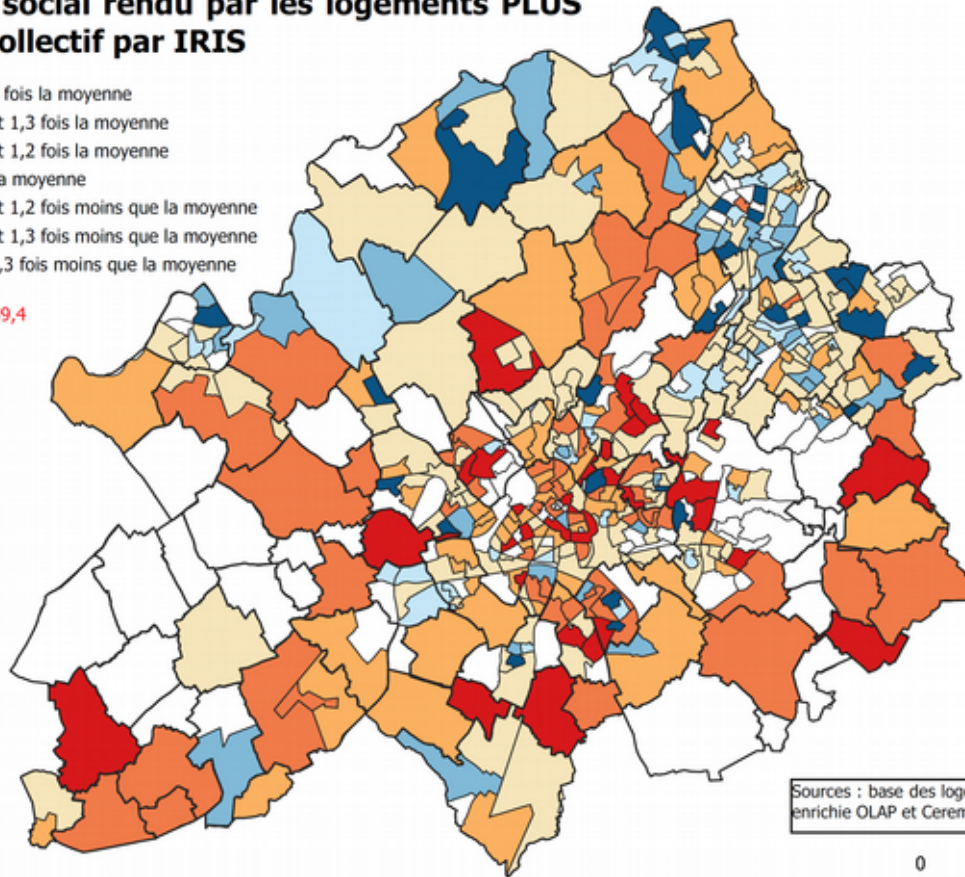 social rendu par les logements PLUS
ollectif par IRIS
fois la moyenne
t 1,3 fois la moyenne
t 1,2 fois la moyenne
a moyenne
t 1,2 fois moins que la moyenne
t 1,3 fois moins que la moyenne
,3 fois moins que la moyenne
9,4
Sources : base des log
enrichie OLAP et Cerem
0